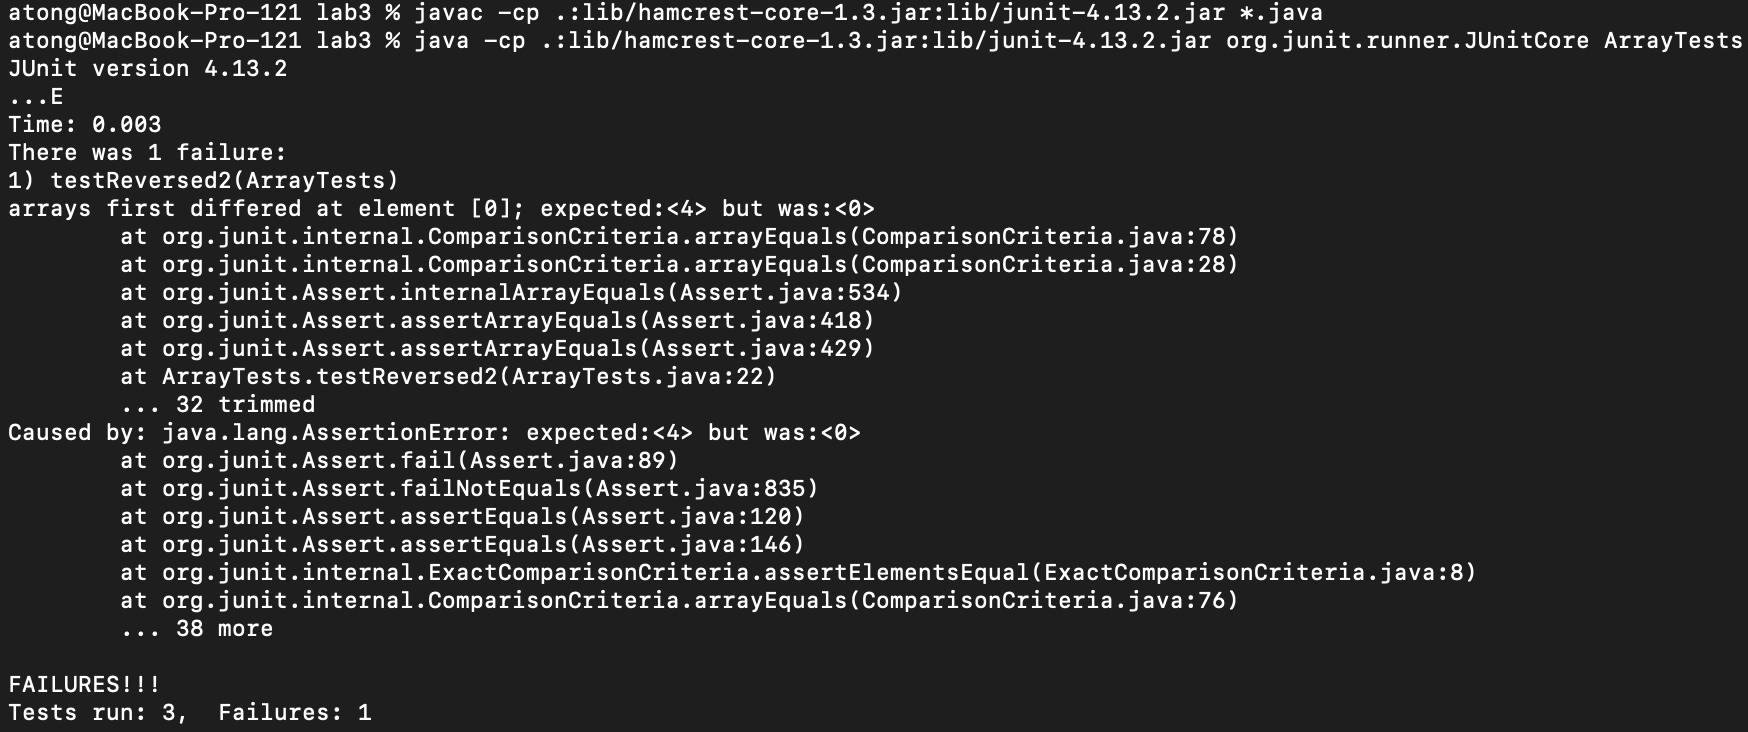 atong@MacBook-Pro-121 lab3 % javac -cp .:lib/hamcrest-core-1.3.jar:lib/junit-4.13.2.jar *.java
atong@MacBook-Pro-121 lab3 % java -cp .:lib/hamcrest-core-1.3.jar:lib/junit-4.13.2.jar org.junit.runner.JUnitCore ArrayTests
JUnit version 4.13.2
...E
Time: 0.003
There was 1 failure:
1) testReversed2(ArrayTests)
arrays first differed at element [0]; expected:<4> but was:<0>
        at org.junit.internal.ComparisonCriteria.arrayEquals(ComparisonCriteria.java:78)
        at org.junit.internal.ComparisonCriteria.arrayEquals(ComparisonCriteria.java:28)
        at org.junit.Assert.internalArrayEquals(Assert.java:534)
        at org.junit.Assert.assertArrayEquals(Assert.java:418)
        at org.junit.Assert.assertArrayEquals(Assert.java:429)
        at ArrayTests.testReversed2(ArrayTests.java:22)
        ... 32 trimmed
Caused by: java.lang.AssertionError: expected:<4> but was:<0>
        at org.junit.Assert.fail(Assert.java:89)
        at org.junit.Assert.failNotEquals(Assert.java:835)
        at org.junit.Assert.assertEquals(Assert.java:120)
        at org.junit.Assert.assertEquals(Assert.java:146)
        at org.junit.internal.ExactComparisonCriteria.assertElementsEqual(ExactComparisonCriteria.java:8)
        at org.junit.internal.ComparisonCriteria.arrayEquals(ComparisonCriteria.java:76)
        ... 38 more

FAILURES!!!
Tests run: 3,  Failures: 1